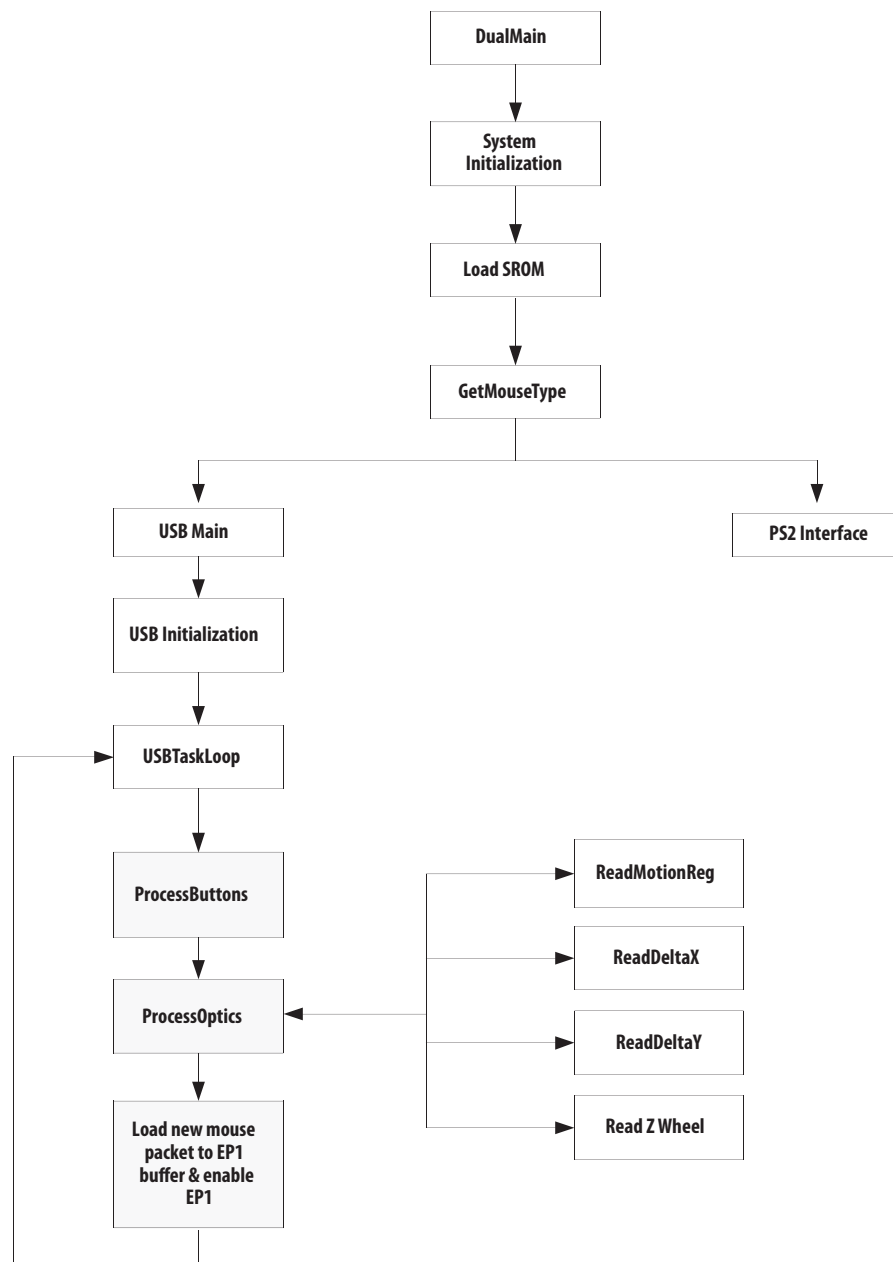 DualMain
System
Initialization
Load SROM
GetMouseType
USB Main
PS2 Interface
USB Initialization
USBTaskLoop
ProcessButtons
ReadMotionReg
ReadDeltaX
ProcessOptics
ReadDeltaY
Read Z Wheel
Load new mouse
packet to EP1
buffer & enable
EP1